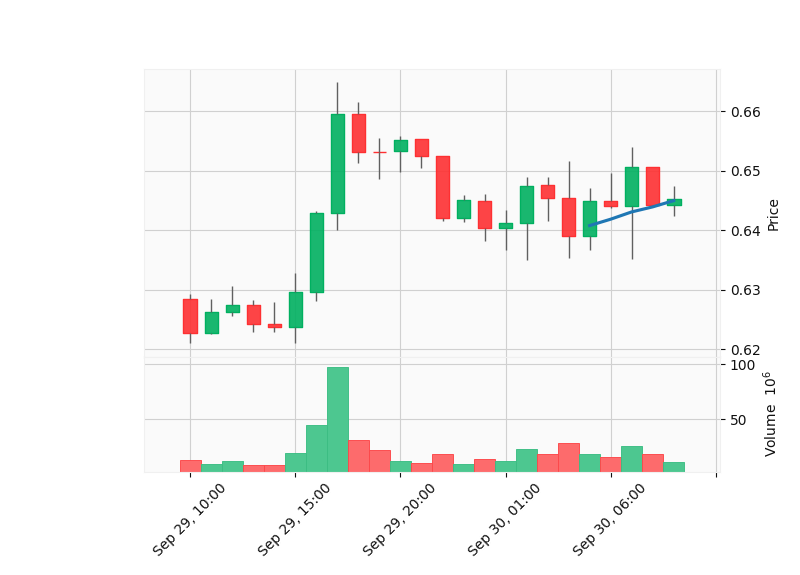 0.66
0.65
0.64
0.63
0.62
Price
100
50
Volume 10^6
Sep 29, 10:00
Sep 29, 15:00
Sep 29, 20:00
Sep 30, 01:00
Sep 30, 06:00